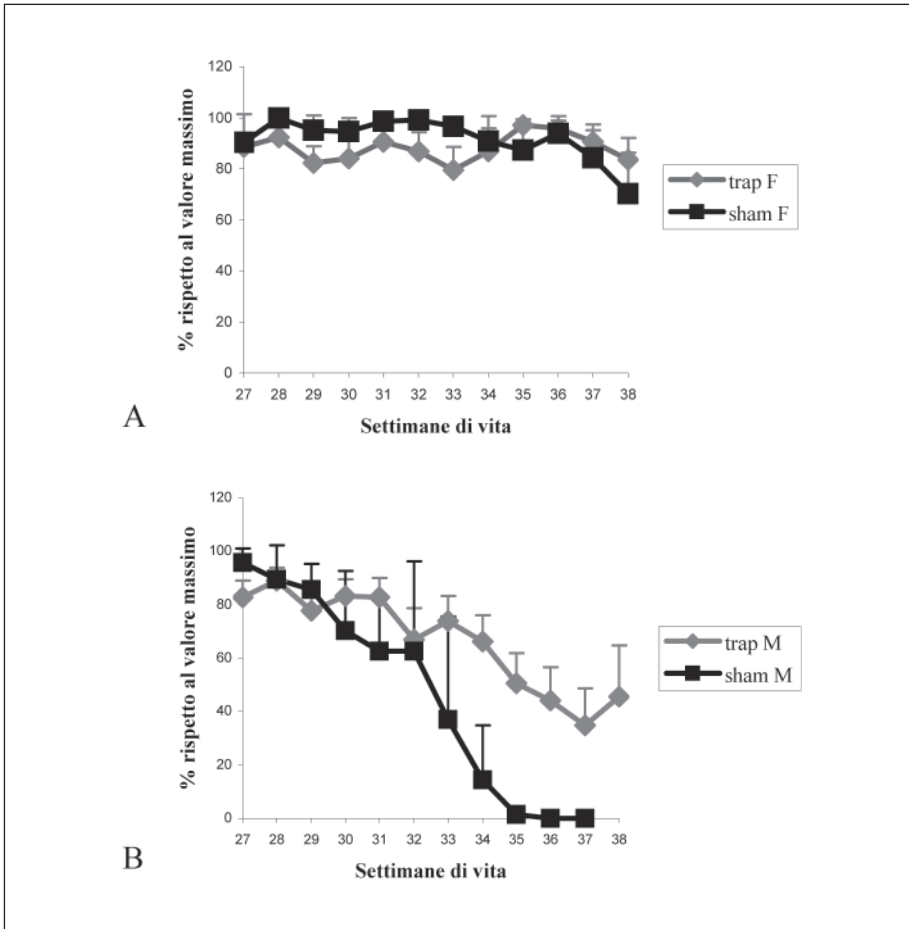 120
100
80
60
40
20
0
% rispetto al valore massimo
27 28 29 30 31 32 33 34 35 36 37 38
Settimane di vita
trap F
sham F
A
120
100
80
60
40
20
0
% rispetto al valore massimo
27 28 29 30 31 32 33 34 35 36 37 38
Settimane di vita
trap M
sham M
B